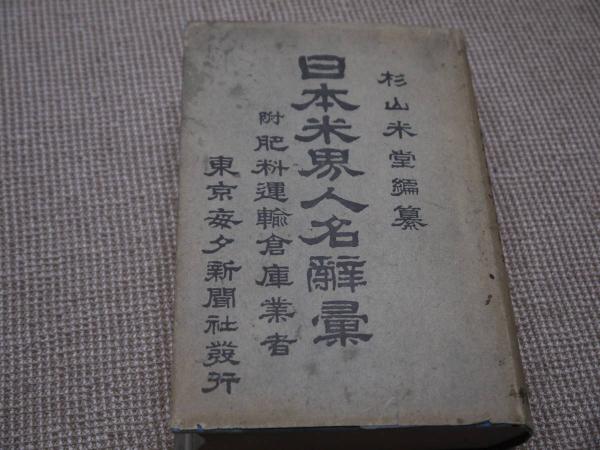 杉山米堂編纂
日本米界人名辭彙
附肥料運輸倉庫業者
東京安夕新聞社發行